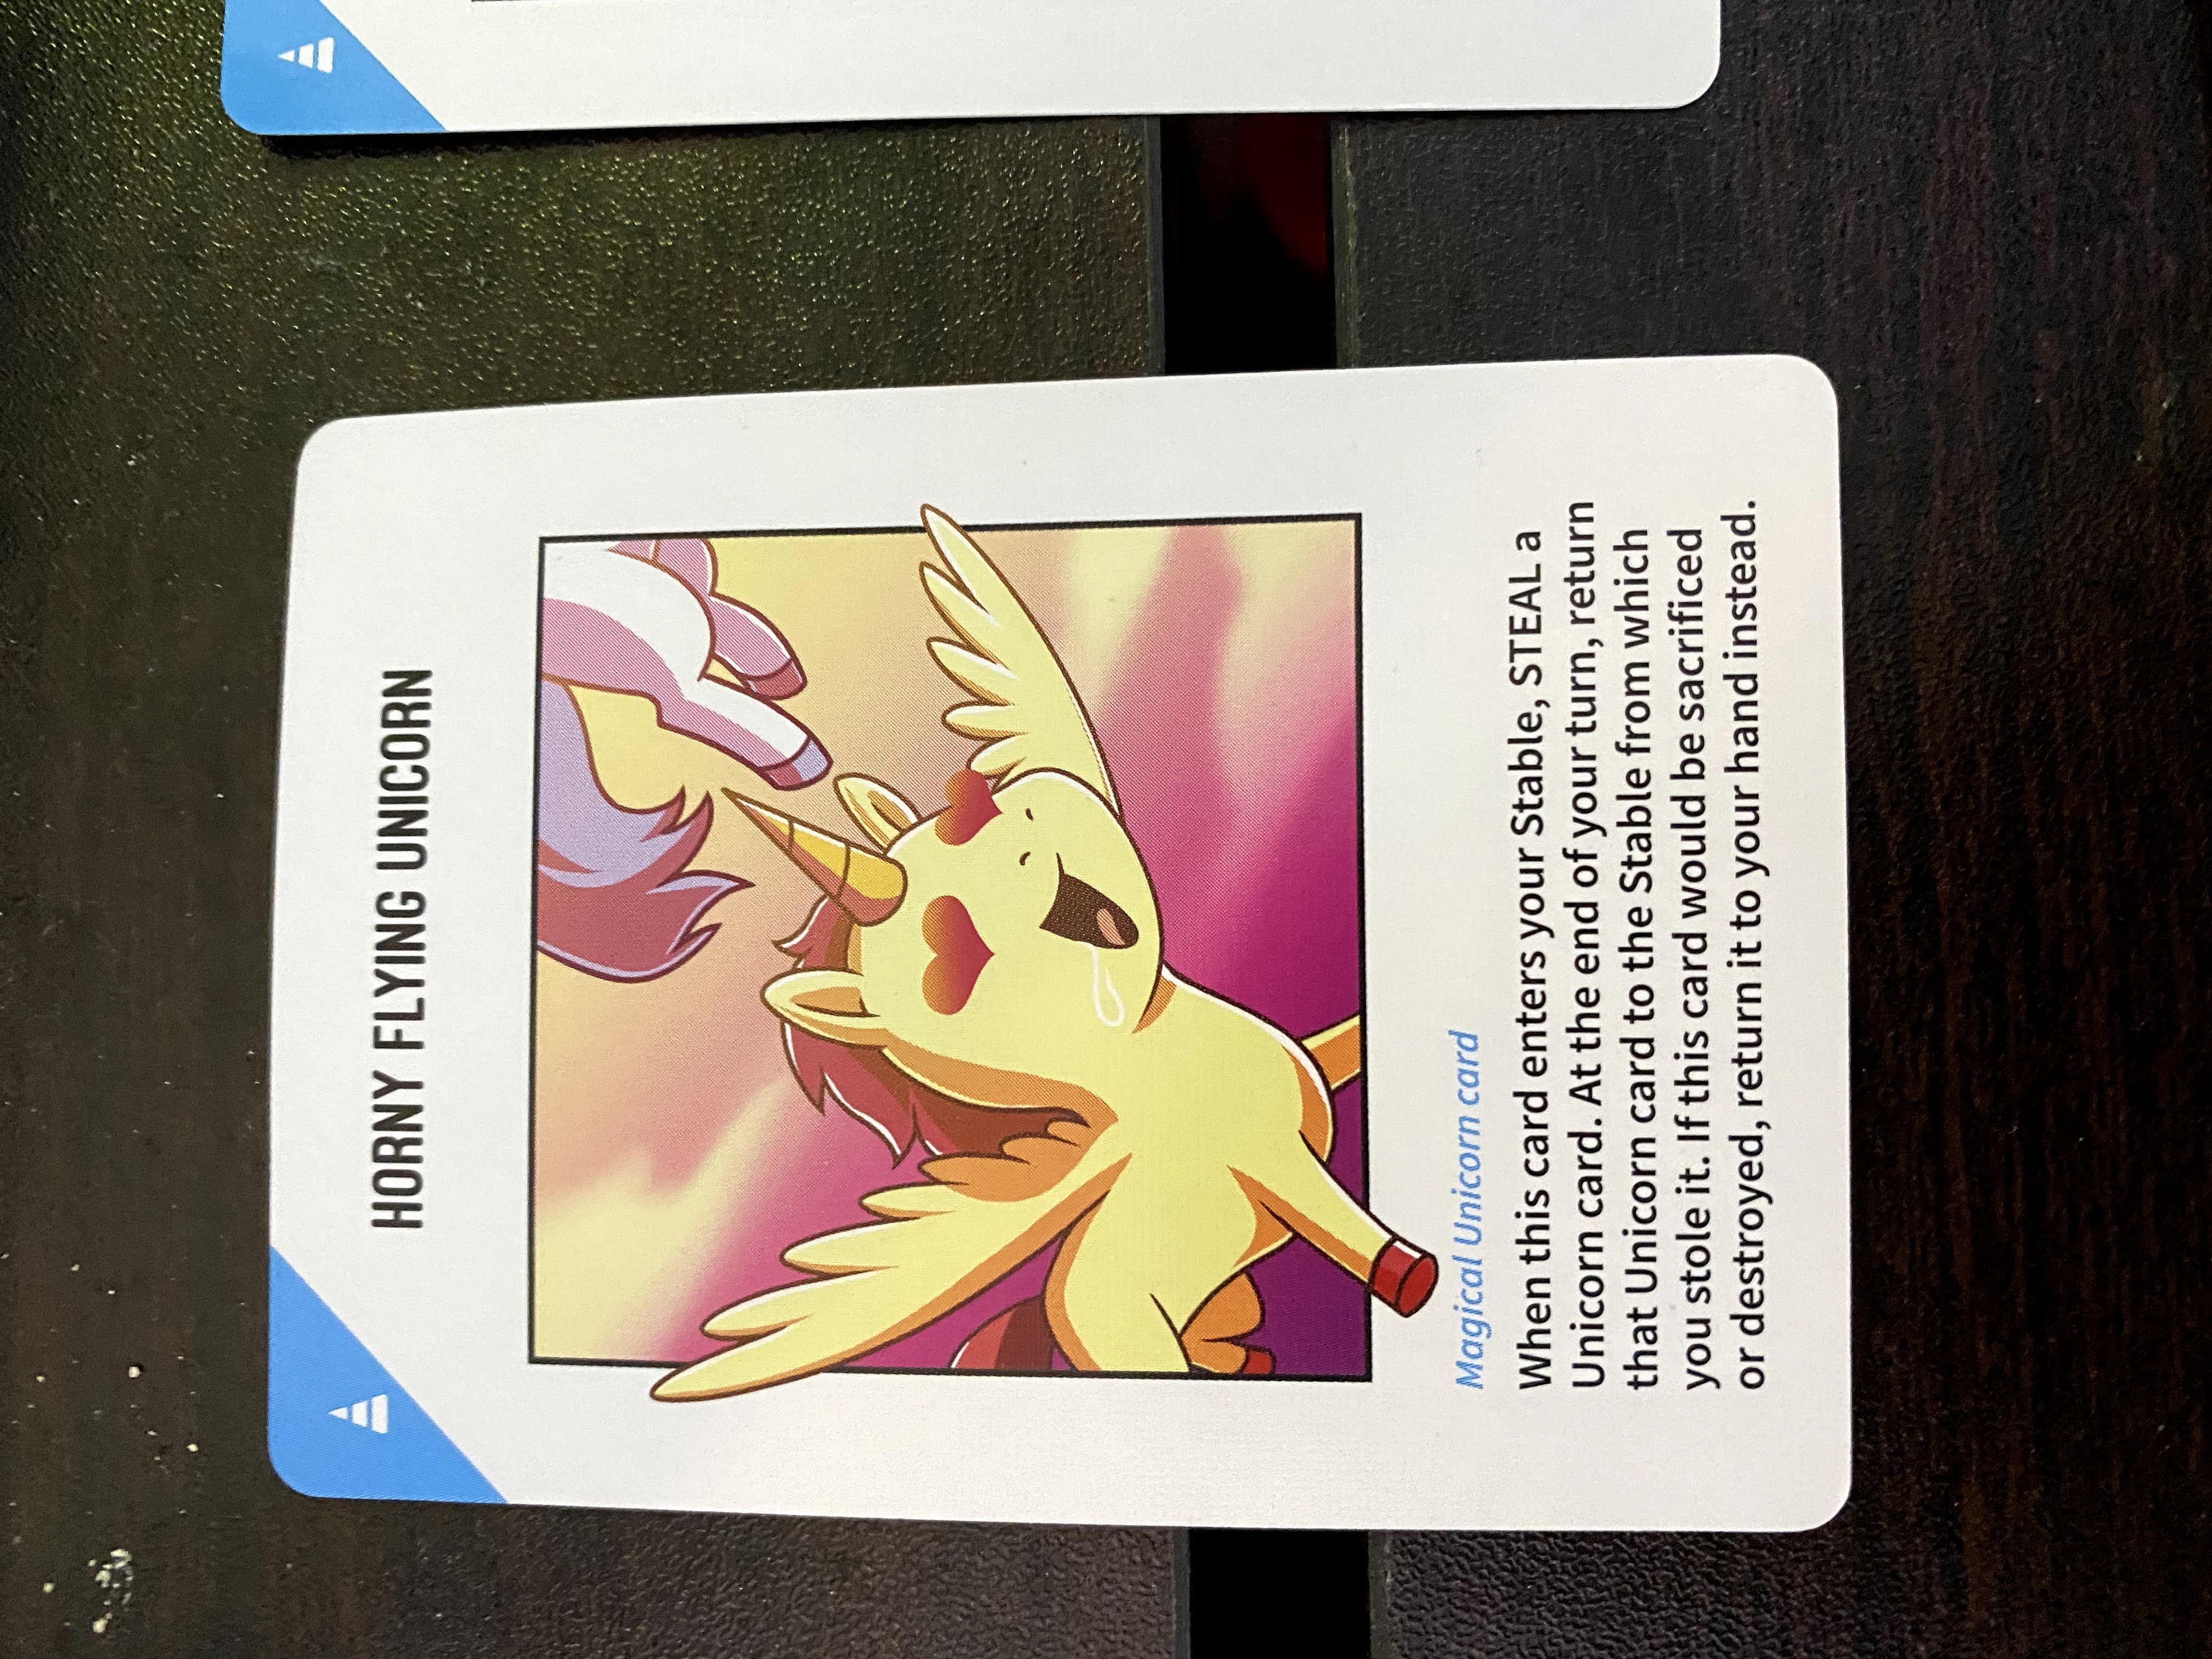 HORNY FLYING UNICORN
Magical Unicorn card
When this card enters your Stable, STEAL a
Unicorn card. At the end of your turn, return
that Unicorn card to the Stable from which
you stole it. If this card would be sacrificed
or destroyed, return it to your hand instead.